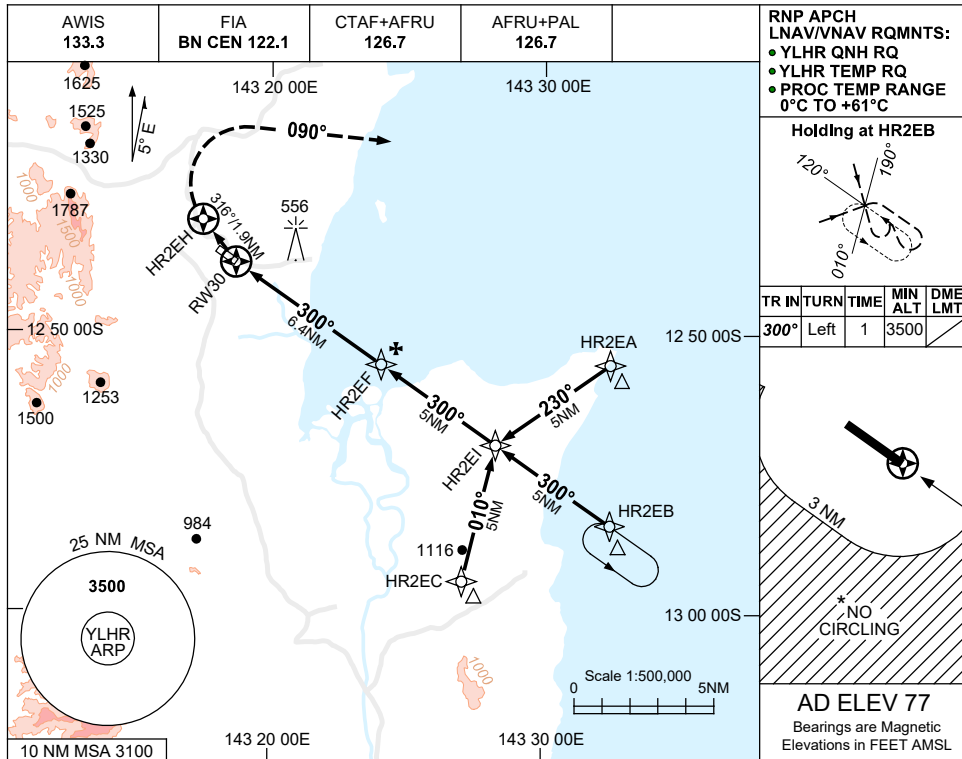 AWIS
133.3
FIA
BN CEN 122.1
CTAF+AFRU
126.7
AFRU+PAL
126.7
RNP APCH
LNAV/VNAV RQMNTS:
• YLHR QNH RQ
• YLHR TEMP RQ
• PROC TEMP RANGE
0°C TO +61°C
Holding at HR2EB
120°
190°
010°
TR IN TURN TIME MIN ALT DME LMT
300° Left 1 3500
143 20 00E
143 30 00E
1625
1525
1330
5° E
090°
1000
1787
1500
1000
556
316°/1.9NM
HR2EH
RW30
12 50 00S
12 50 00S
300°
6.4NM
HR2EF
HR2EA
230°
5NM
300°
5NM
HR2EI
1000
1253
1500
300°
5NM
HR2EB
010°
5NM
1116
HR2EC
984
25 NM MSA
3500
YLHR
ARP
13 00 00S
1000
1000
Scale 1:500,000
0 5NM
10 NM MSA 3100
143 20 00E
143 30 00E
3 NM
*NO
CIRCLING
AD ELEV 77
Bearings are Magnetic
Elevations in FEET AMSL